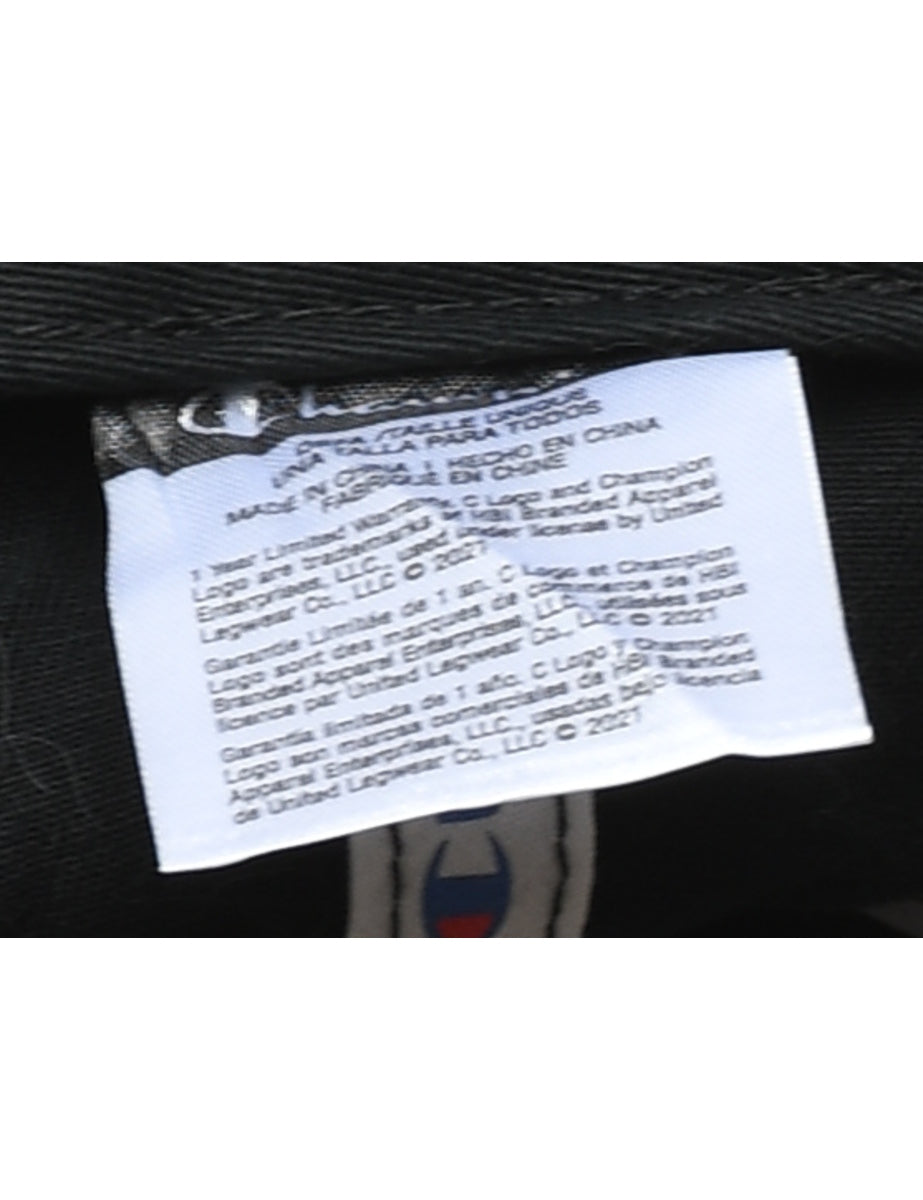 Champion
OSFA /TAILLE UNIQUE
UNA TALLA PARA TODOS
MADE IN CHINA / HECHO EN CHINA
FABRIQUÉ EN CHINE
1 Year Limited Warranty, C Logo and Champion
Logo are trademarks HBI Branded Apparel
Enterprises, LLC., used under license by United
Legwear Co., LLC © 2021
Garantie Limitée de 1 an. C Logo et Champion
Logo sont des marques de commerce de HBI
Branded Apparel Enterprises, LLC, utilisées sous
licence par United Legwear Co., LLC © 2021
Garantía limitada de 1 año, C Logo y Champion
Logo son marcas comerciales de HBI Branded
Apparel Enterprises, LLC., usadas bajo licencia
de United Legwear Co., LLC © 2021